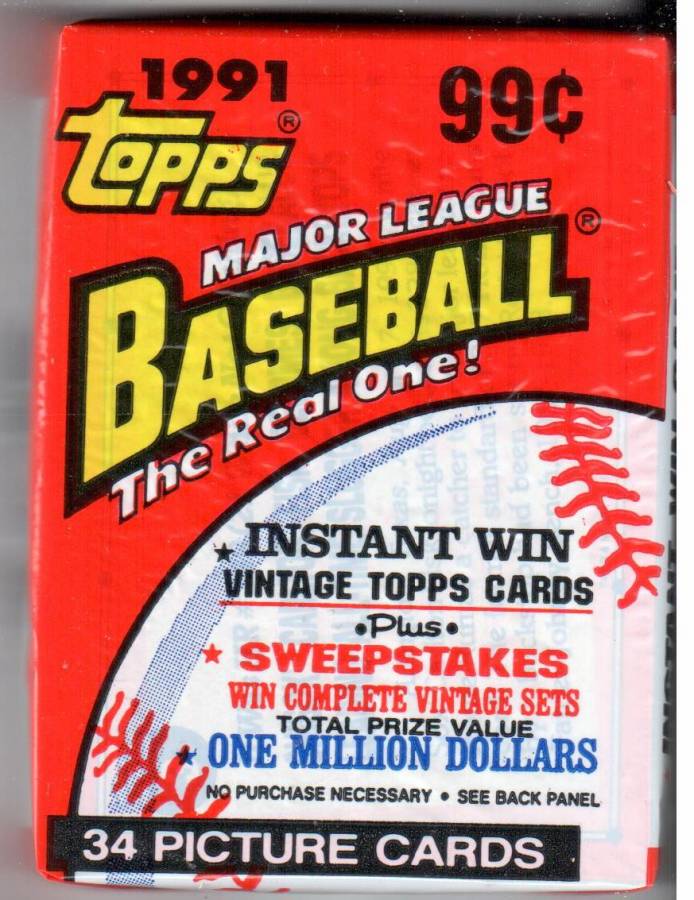 1991
99¢
Topps®
MAJOR LEAGUE
BASEBALL®
The Real One!
★ INSTANT WIN
VINTAGE TOPPS CARDS
•Plus•
★ SWEEPSTAKES
WIN COMPLETE VINTAGE SETS
TOTAL PRIZE VALUE
★ ONE MILLION DOLLARS
NO PURCHASE NECESSARY • SEE BACK PANEL
34 PICTURE CARDS